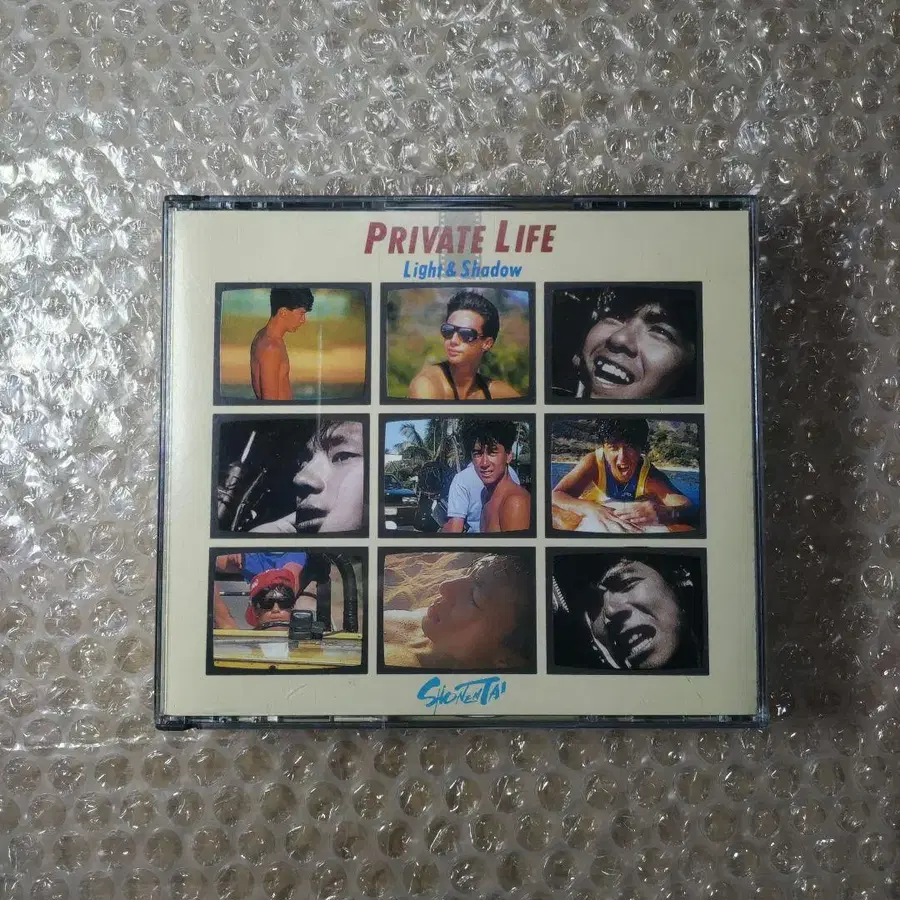 PRIVATE LIFE
Light & Shadow
SHONENTAI